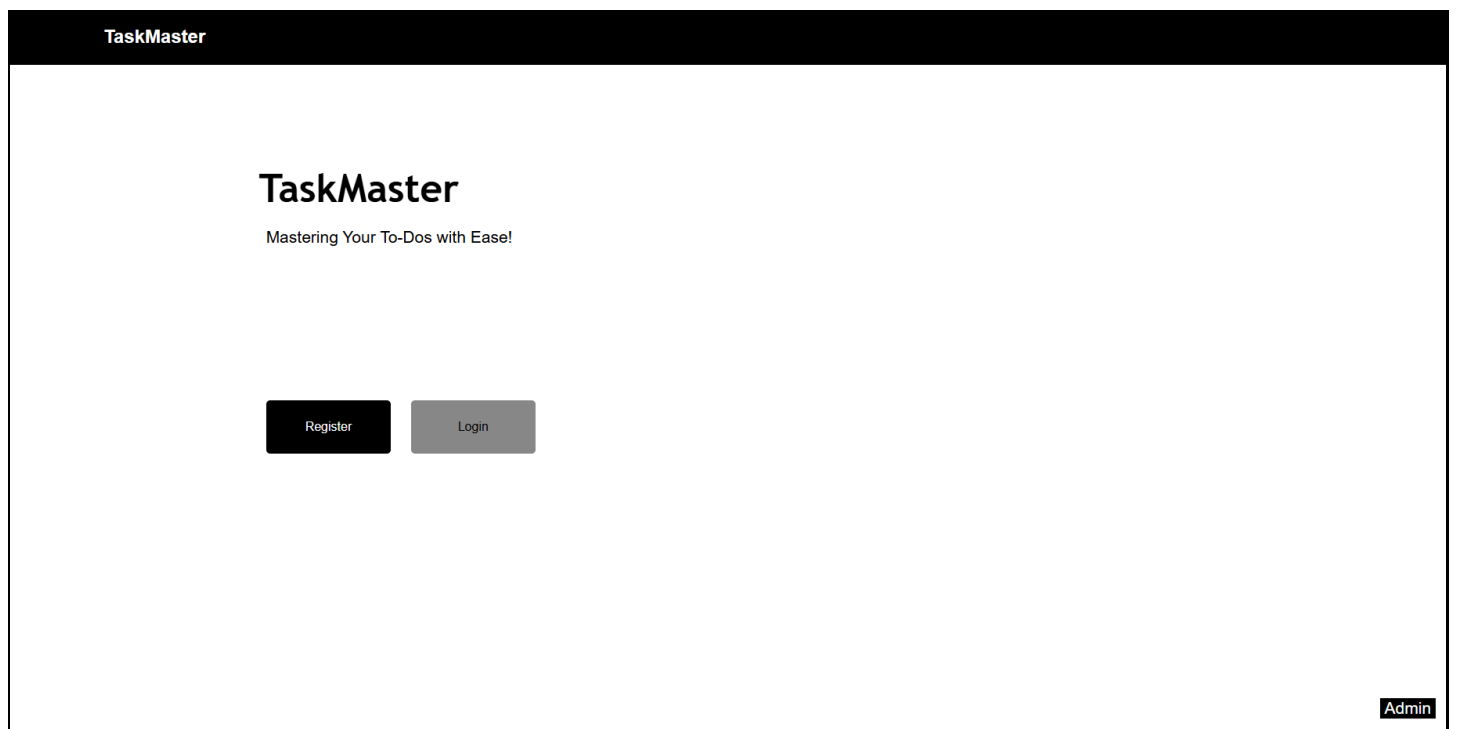 TaskMaster
TaskMaster
Mastering Your To-Dos with Ease!
Register Login
Admin